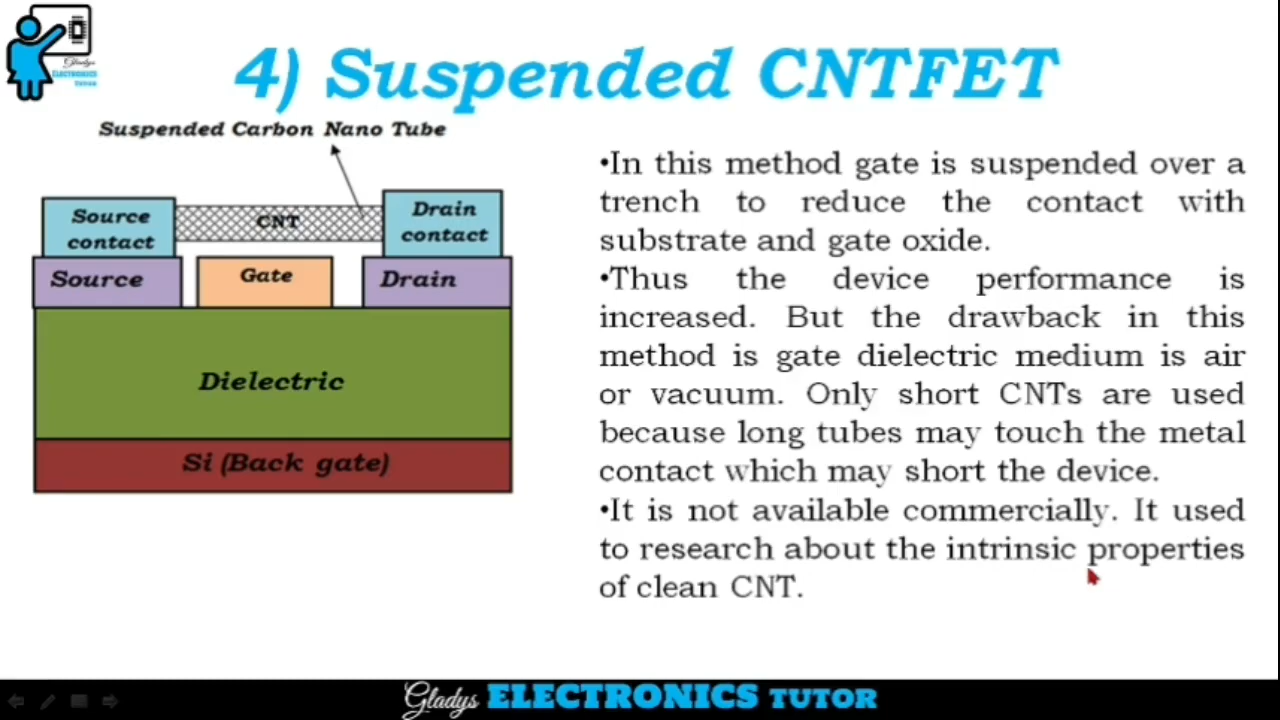 Gladys
ELECTRONICS
TUTOR
4) Suspended CNTFET
Suspended Carbon Nano Tube
Source
contact
CNT
Drain
contact
Source
Gate
Drain
Dielectric
Si (Back gate)
•In this method gate is suspended over a
trench to reduce the contact with
substrate and gate oxide.
•Thus the device performance is
increased. But the drawback in this
method is gate dielectric medium is air
or vacuum. Only short CNTs are used
because long tubes may touch the metal
contact which may short the device.
•It is not available commercially. It used
to research about the intrinsic properties
of clean CNT.
Gladys ELECTRONICS TUTOR